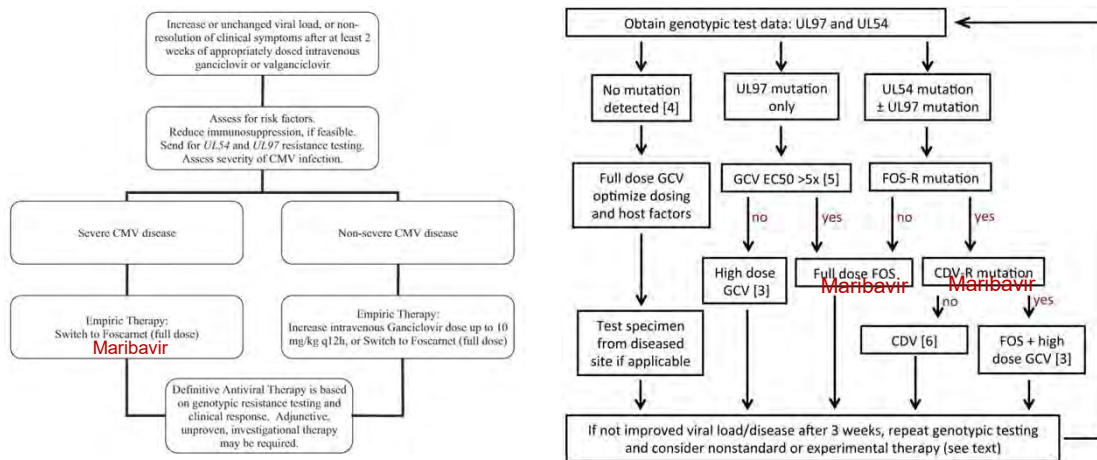 Increase or unchanged viral load, or non-
resolution of clinical symptoms after at least 2
weeks of appropriately dosed intravenous
ganciclovir or valganciclovir
Assess for risk factors.
Reduce immunosuppression, if feasible.
Send for UL54 and UL97 resistance testing.
Assess severity of CMV infection.
Severe CMV disease
Non-severe CMV disease
Empiric Therapy:
Switch to Foscarnet (full dose)
Maribavir
Empiric Therapy:
Increase intravenous Ganciclovir dose up to 10
mg/kg q12h, or Switch to Foscarnet (full dose)
Definitive Antiviral Therapy is based
on genotypic resistance testing and
clinical response. Adjunctive,
unproven, investigational therapy
may be required.
Obtain genotypic test data: UL97 and UL54
No mutation
detected [4]
UL97 mutation
only
UL54 mutation
± UL97 mutation
Full dose GCV
optimize dosing
and host factors
GCV EC50 >5x [5]
FOS-R mutation
no
yes
no
yes
High dose
GCV [3]
Full dose FOS
Maribavir
CDV-R mutation
Maribavir
no
yes
Test specimen
from diseased
site if applicable
CDV [6]
FOS + high
dose GCV [3]
If not improved viral load/disease after 3 weeks, repeat genotypic testing
and consider nonstandard or experimental therapy (see text)